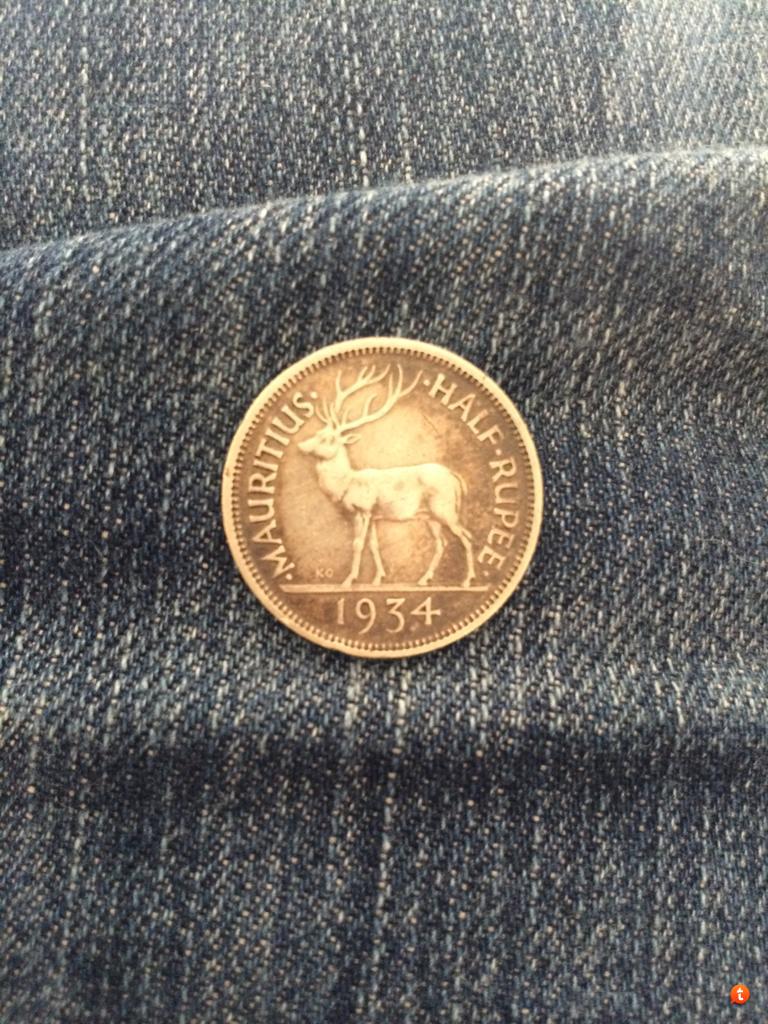 ·MAURITIUS·
·HALF·RUPEE·
KG
1934
t